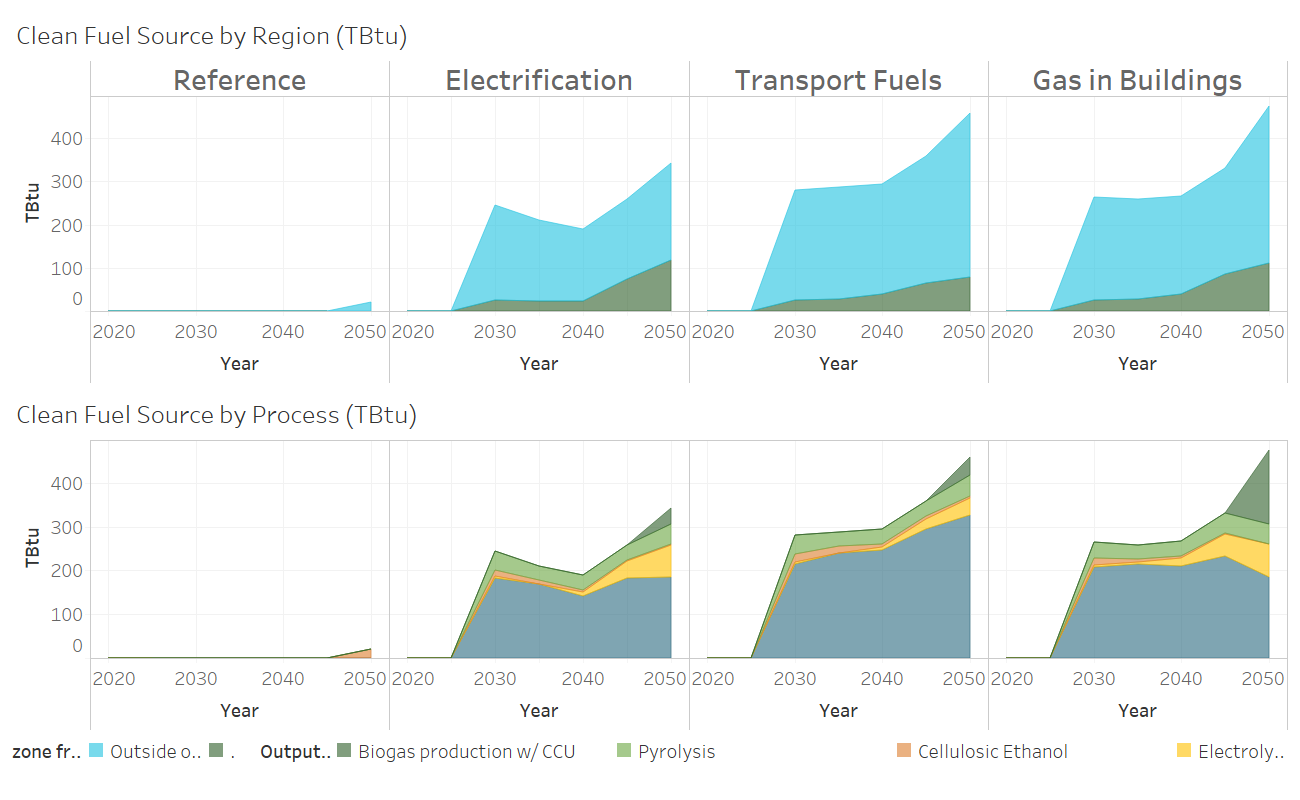 Clean Fuel Source by Region (TBtu)
Reference Electrification Transport Fuels Gas in Buildings
400
300
200
100
0
TBtu
2020 2030 2040 2050 2020 2030 2040 2050 2020 2030 2040 2050 2020 2030 2040 2050
Year Year Year Year
Clean Fuel Source by Process (TBtu)
400
300
200
100
0
TBtu
2020 2030 2040 2050 2020 2030 2040 2050 2020 2030 2040 2050 2020 2030 2040 2050
Year Year Year Year
zone fr.. Outside o.. . Output.. Biogas production w/ CCU Pyrolysis Cellulosic Ethanol Electroly..